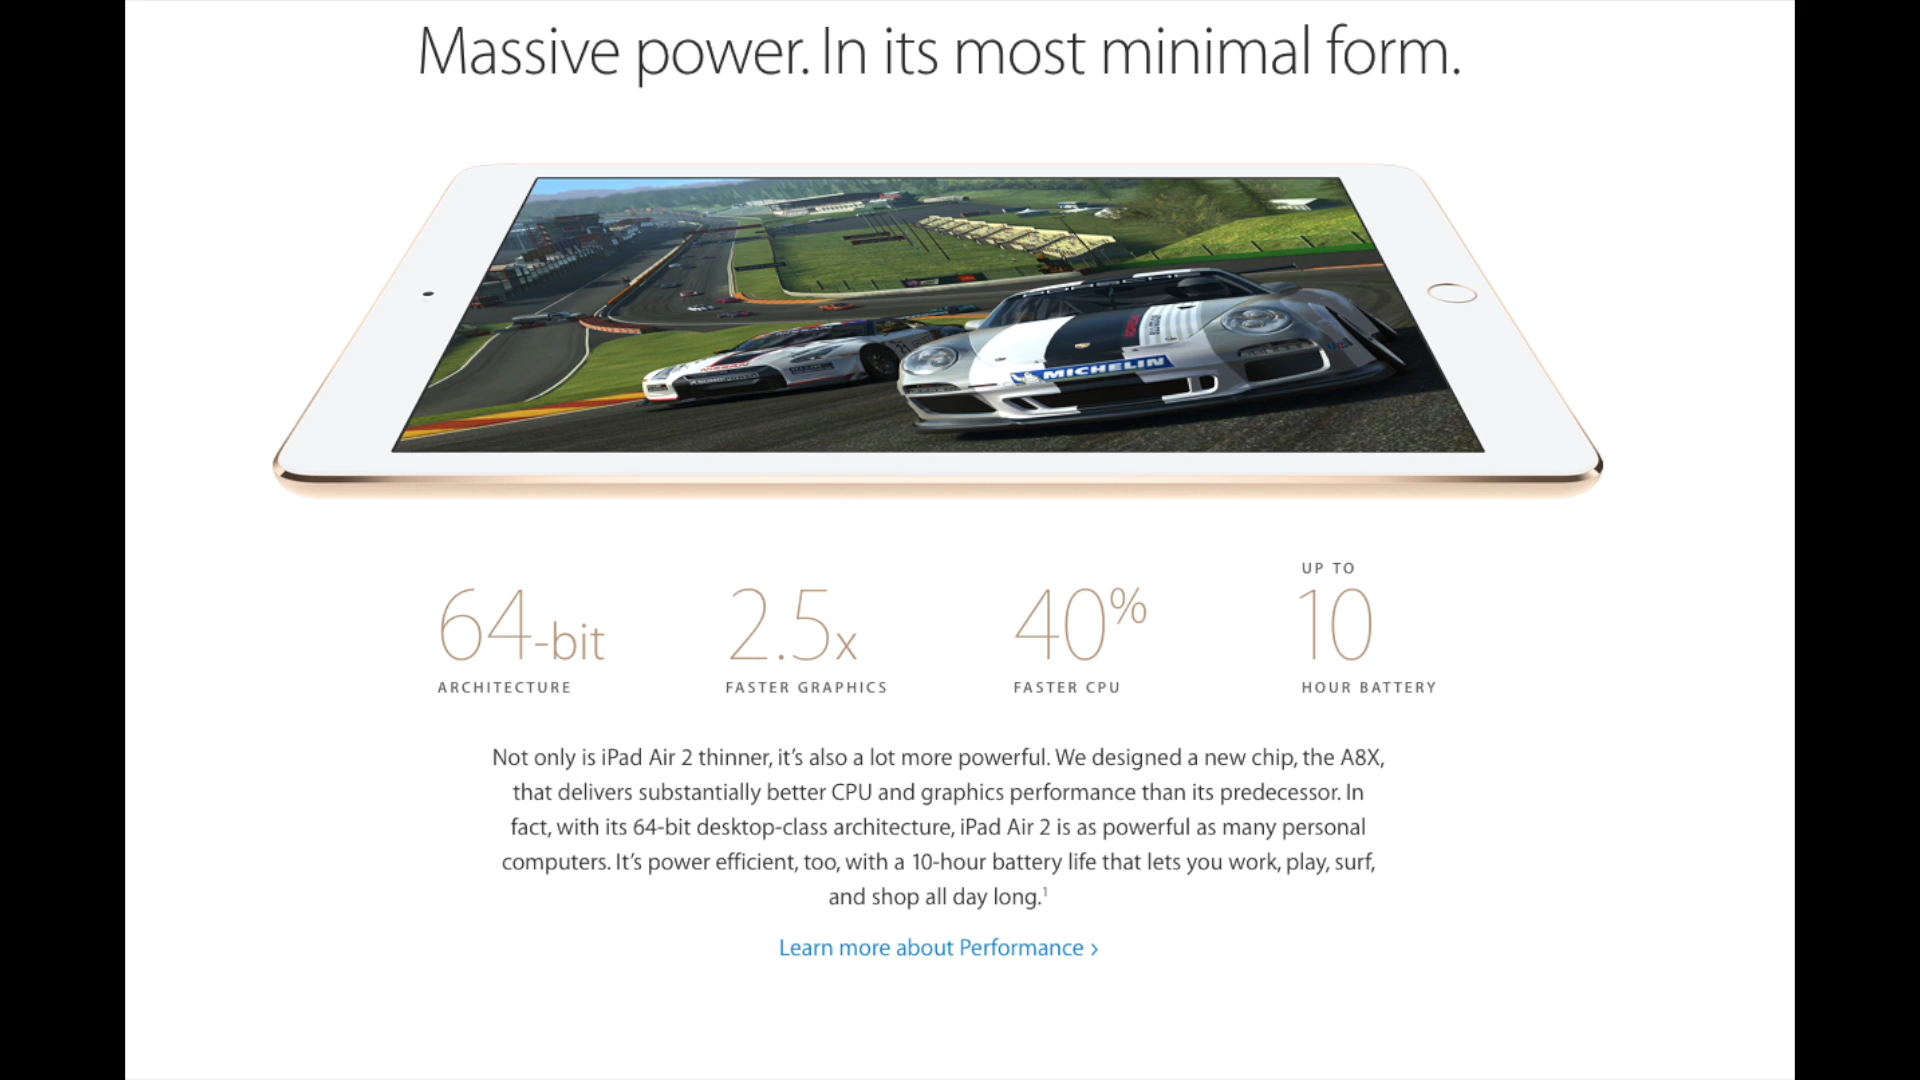 Massive power. In its most minimal form.
MICHELIN
NISSAN
UP TO
64-bit
2.5x
40%
10
ARCHITECTURE
FASTER GRAPHICS
FASTER CPU
HOUR BATTERY
Not only is iPad Air 2 thinner, it’s also a lot more powerful. We designed a new chip, the A8X,
that delivers substantially better CPU and graphics performance than its predecessor. In
fact, with its 64-bit desktop-class architecture, iPad Air 2 is as powerful as many personal
computers. It’s power efficient, too, with a 10-hour battery life that lets you work, play, surf,
and shop all day long.¹
Learn more about Performance ›